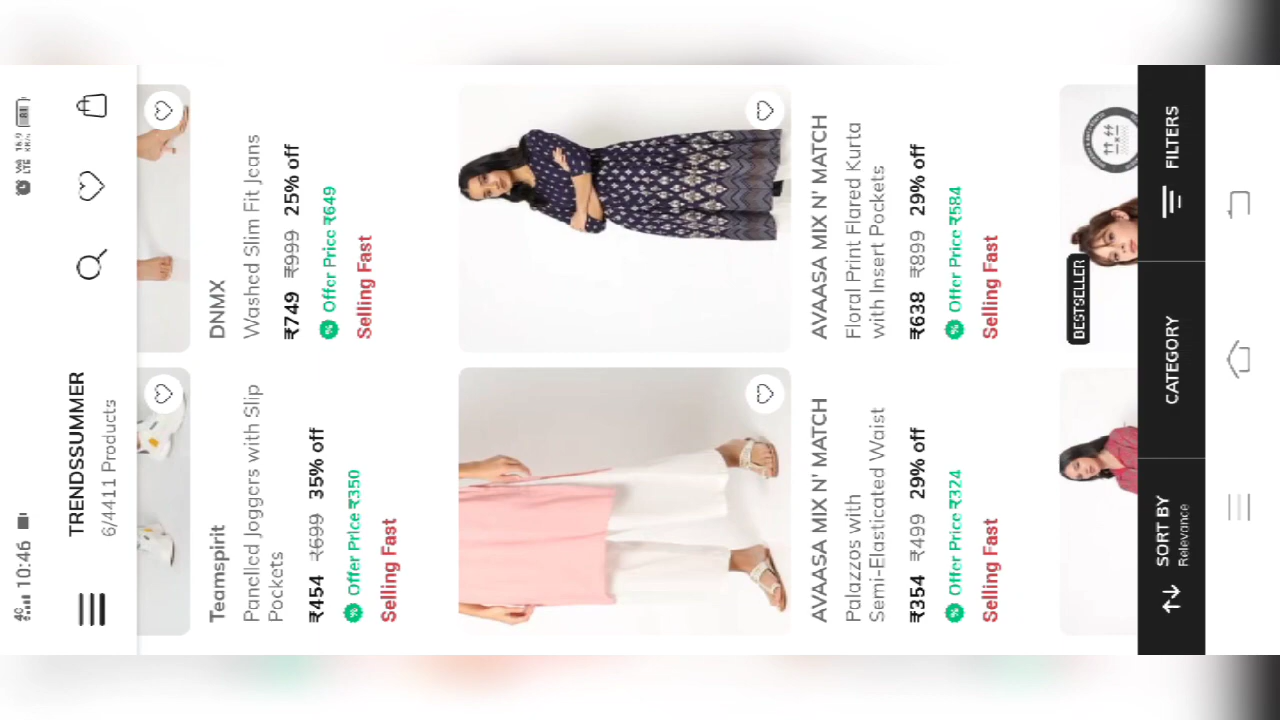 4G 10:46
TRENDSSUMMER
6/4411 Products
Teamspirit
Panelled Joggers with Slip
Pockets
₹454 ₹699 35% off
Offer Price ₹350
Selling Fast
DNMX
Washed Slim Fit Jeans
₹749 ₹999 25% off
Offer Price ₹649
Selling Fast
AVAASA MIX N' MATCH
Palazzos with
Semi-Elasticated Waist
₹354 ₹499 29% off
Offer Price ₹324
Selling Fast
AVAASA MIX N' MATCH
Floral Print Flared Kurta
with Insert Pockets
₹638 ₹899 29% off
Offer Price ₹584
Selling Fast
BESTSELLER
SORT BY
Relevance
CATEGORY
FILTERS